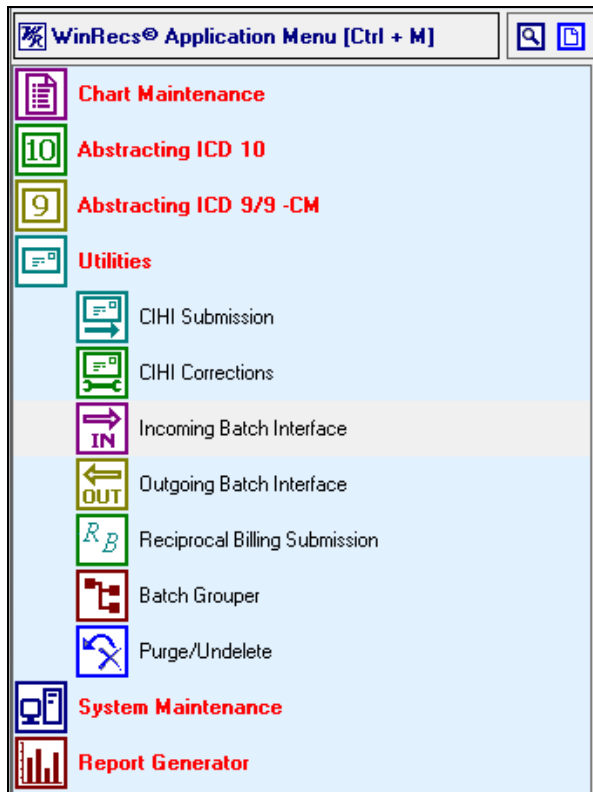 WR WinRecs© Application Menu [Ctrl + M]
Chart Maintenance
10 Abstracting ICD 10
9 Abstracting ICD 9/9 -CM
Utilities
CIHI Submission
CIHI Corrections
IN Incoming Batch Interface
OUT Outgoing Batch Interface
RB Reciprocal Billing Submission
Batch Grouper
Purge/Undelete
System Maintenance
Report Generator